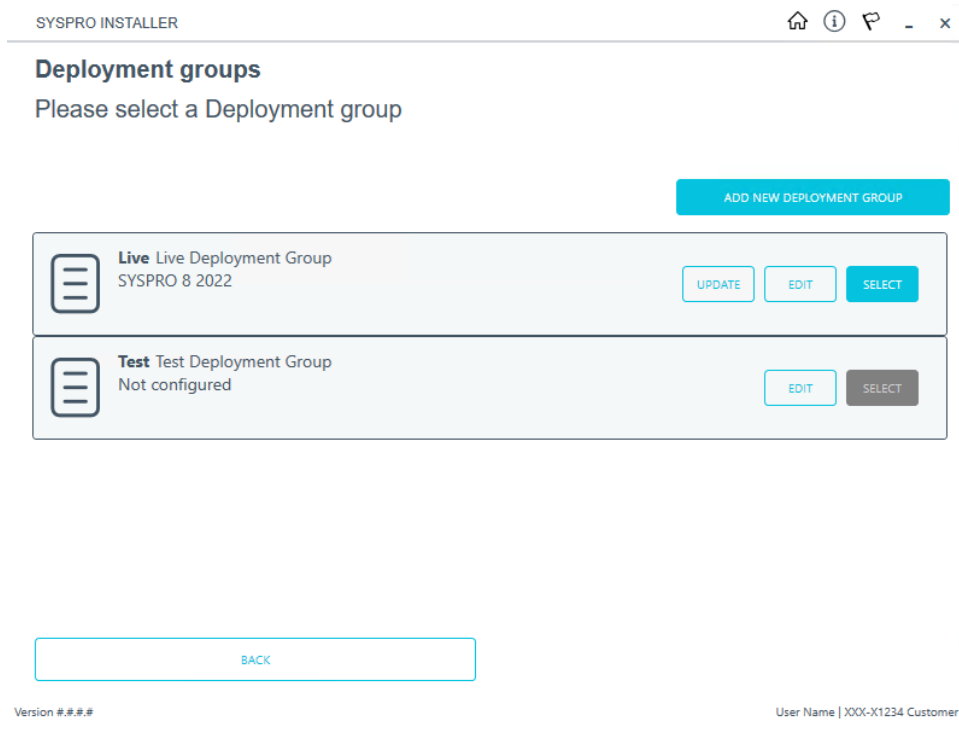 SYSPRO INSTALLER
Deployment groups
Please select a Deployment group
ADD NEW DEPLOYMENT GROUP
Live Live Deployment Group
SYSPRO 8 2022
UPDATE EDIT SELECT
Test Test Deployment Group
Not configured
EDIT SELECT
BACK
Version #.#.#.# User Name | XXX-X1234 Customer